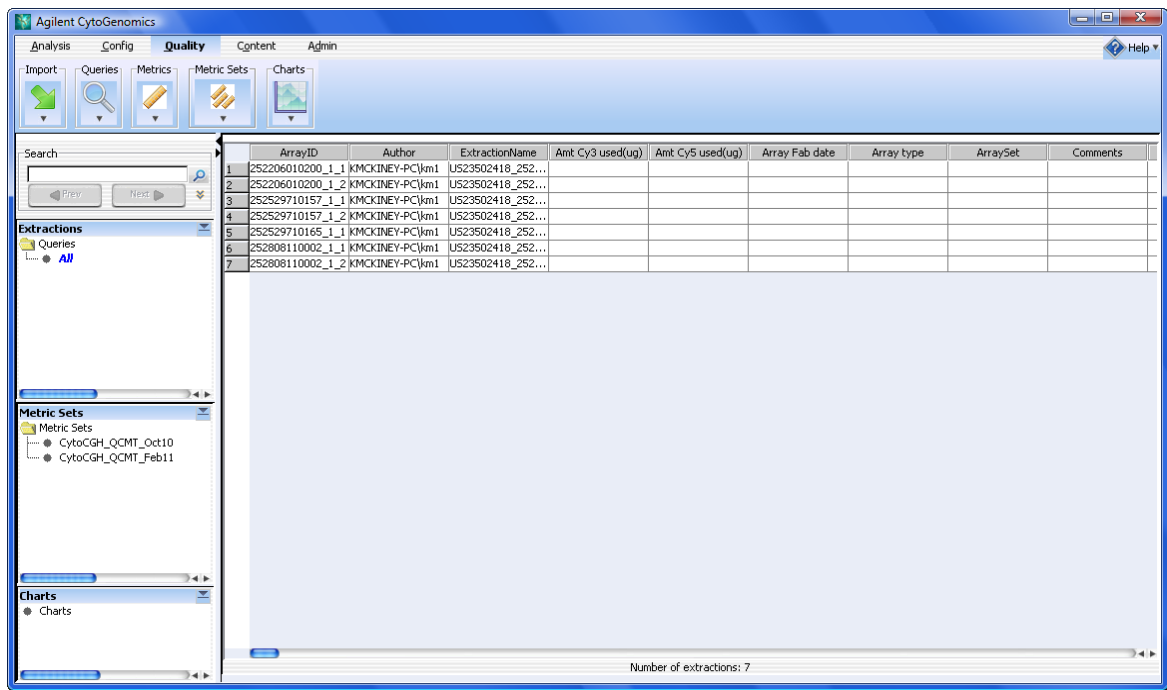 Agilent CytoGenomics
Analysis Config Quality Content Admin Help
Import Queries Metrics Metric Sets Charts
Search
Prev Next
Extractions
Queries
All
Metric Sets
Metric Sets
CytoCGH_QCMT_Oct10
CytoCGH_QCMT_Feb11
Charts
Charts
ArrayID Author ExtractionName Amt Cy3 used(ug) Amt Cy5 used(ug) Array Fab date Array type ArraySet Comments
1 252206010200_1_1 KMCKINEY-PC\km1 US23502418_252...
2 252206010200_1_2 KMCKINEY-PC\km1 US23502418_252...
3 252529710157_1_1 KMCKINEY-PC\km1 US23502418_252...
4 252529710157_1_2 KMCKINEY-PC\km1 US23502418_252...
5 252529710165_1_1 KMCKINEY-PC\km1 US23502418_252...
6 252808110002_1_1 KMCKINEY-PC\km1 US23502418_252...
7 252808110002_1_2 KMCKINEY-PC\km1 US23502418_252...
Number of extractions: 7